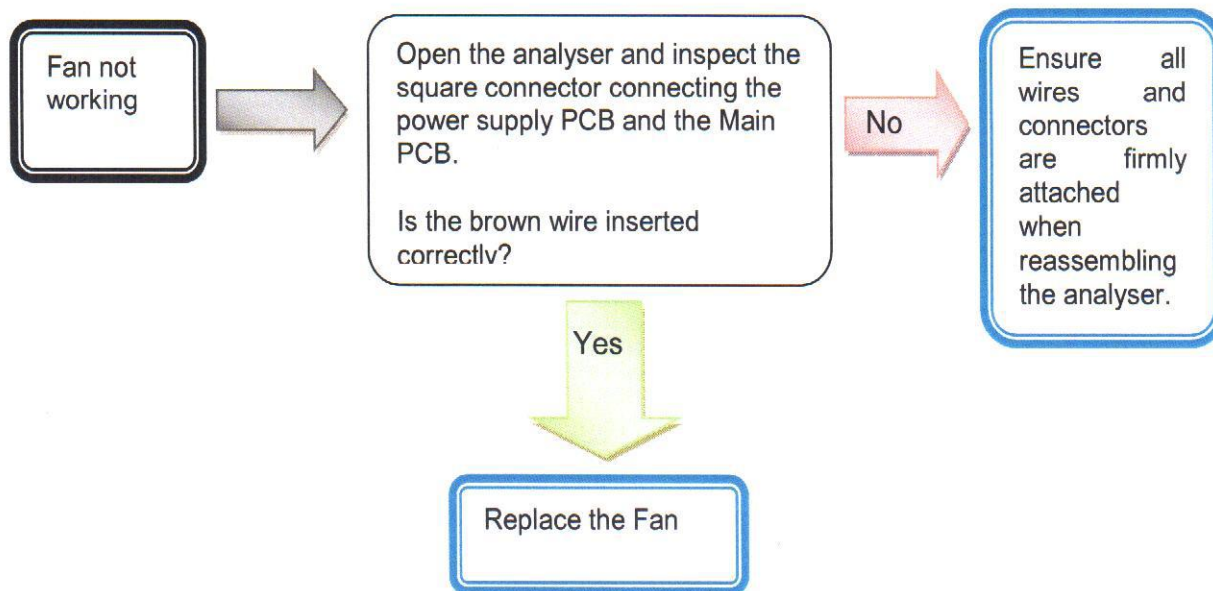 Fan not
working
Open the analyser and inspect the
square connector connecting the
power supply PCB and the Main
PCB.
Is the brown wire inserted
correctly?
No
Ensure all
wires and
connectors
are firmly
attached
when
reassembling
the analyser.
Yes
Replace the Fan